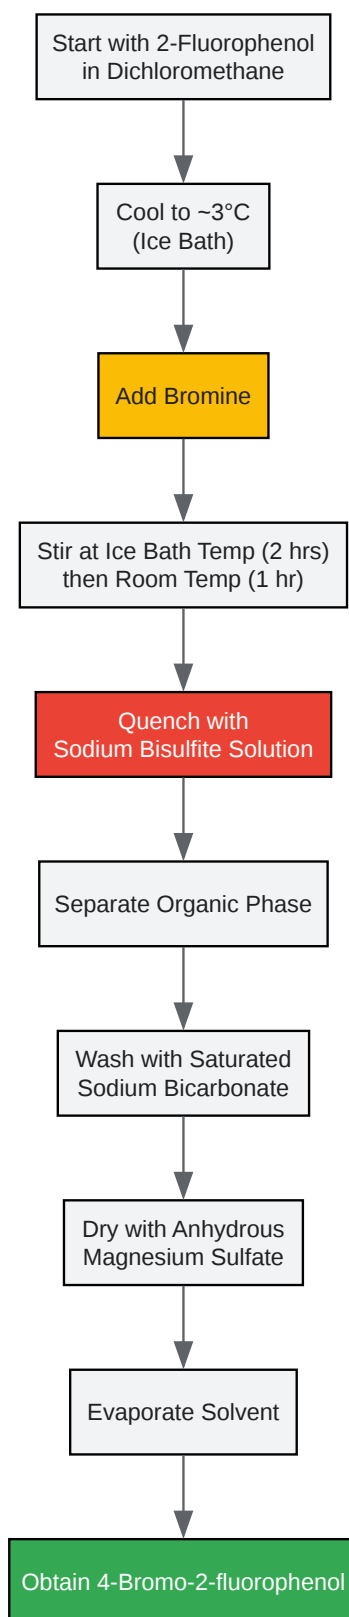 Start with 2-Fluorophenol
in Dichloromethane
Cool to ~3°C
(Ice Bath)
Add Bromine
Stir at Ice Bath Temp (2 hrs)
then Room Temp (1 hr)
Quench with
Sodium Bisulfite Solution
Separate Organic Phase
Wash with Saturated
Sodium Bicarbonate
Dry with Anhydrous
Magnesium Sulfate
Evaporate Solvent
Obtain 4-Bromo-2-fluorophenol